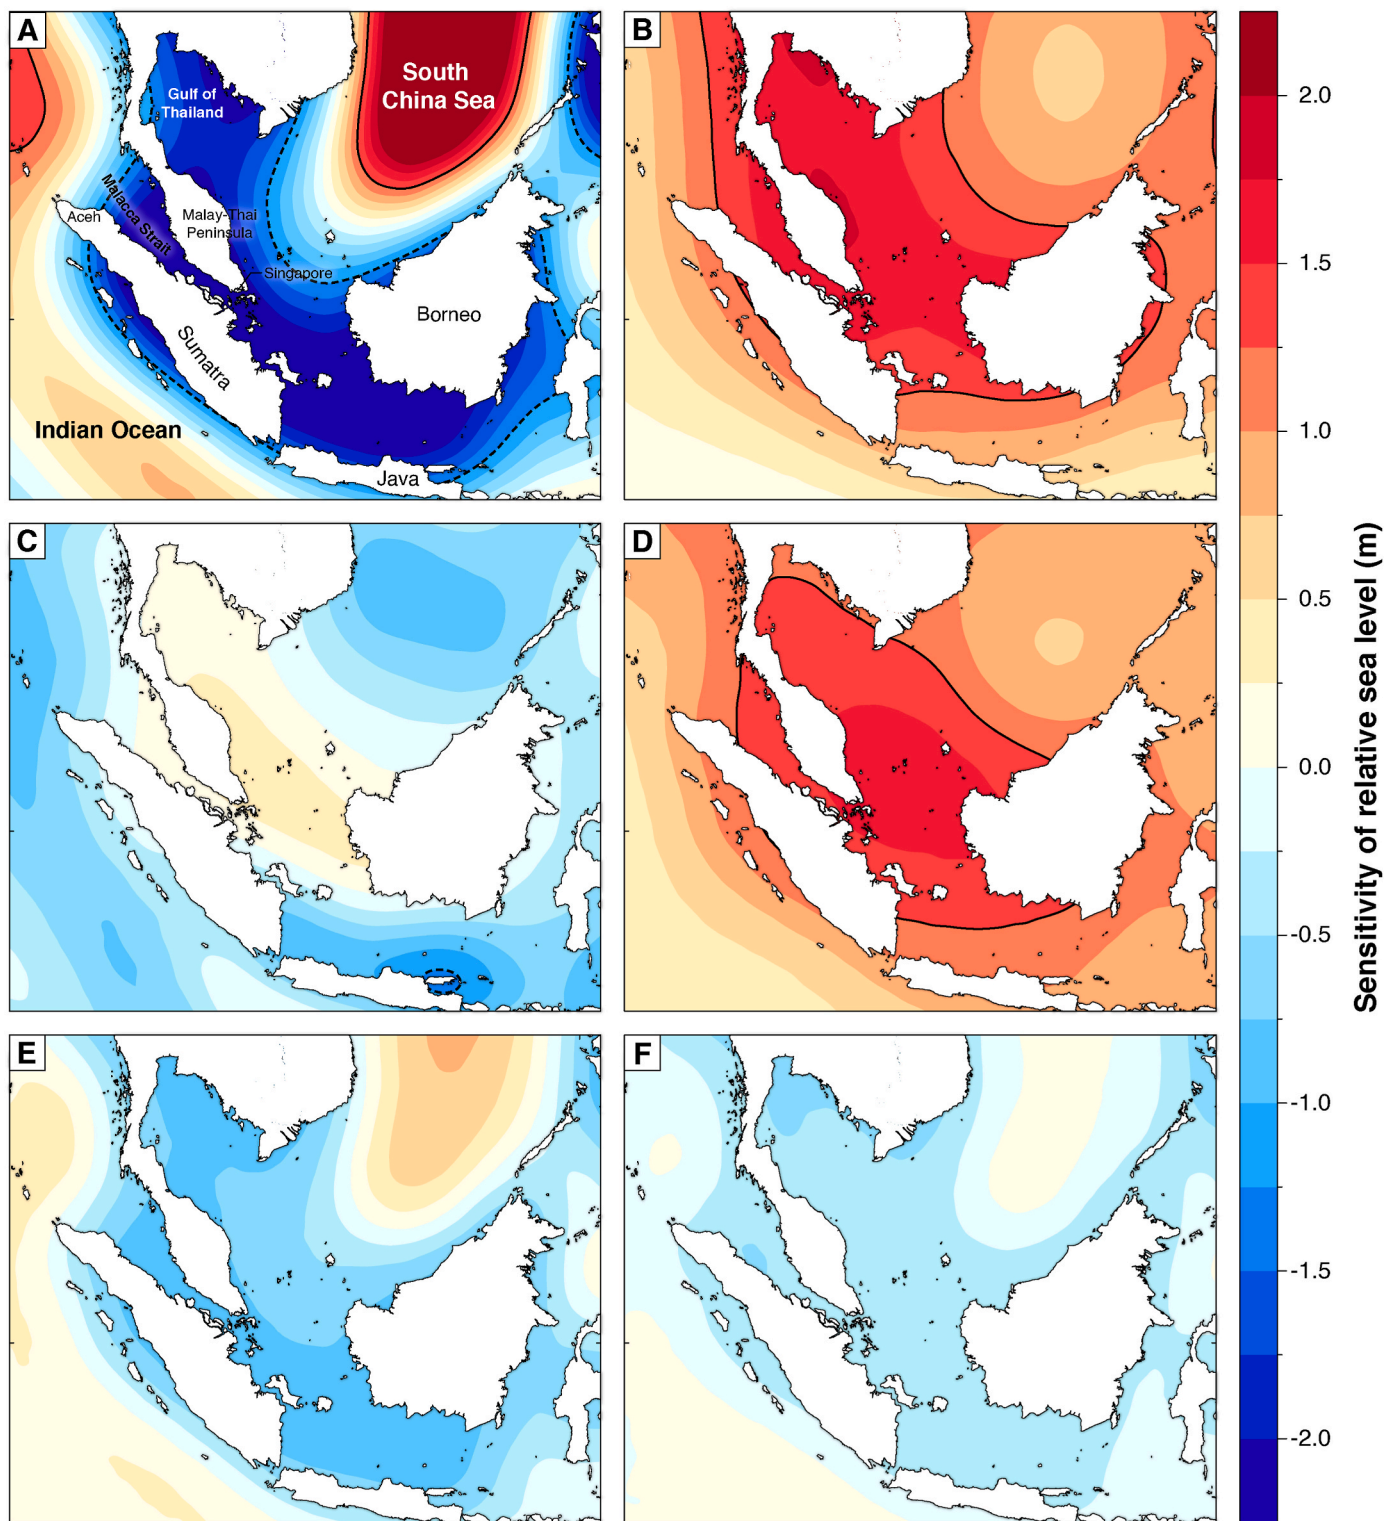 A
South
China Sea
Gulf of
Thailand
Malacca Strait
Aceh
Malay-Thai
Peninsula
Singapore
Borneo
Sumatra
Indian Ocean
Java
B
C
D
E
F
2.0
1.5
1.0
0.5
0.0
-0.5
-1.0
-1.5
-2.0
Sensitivity of relative sea level (m)